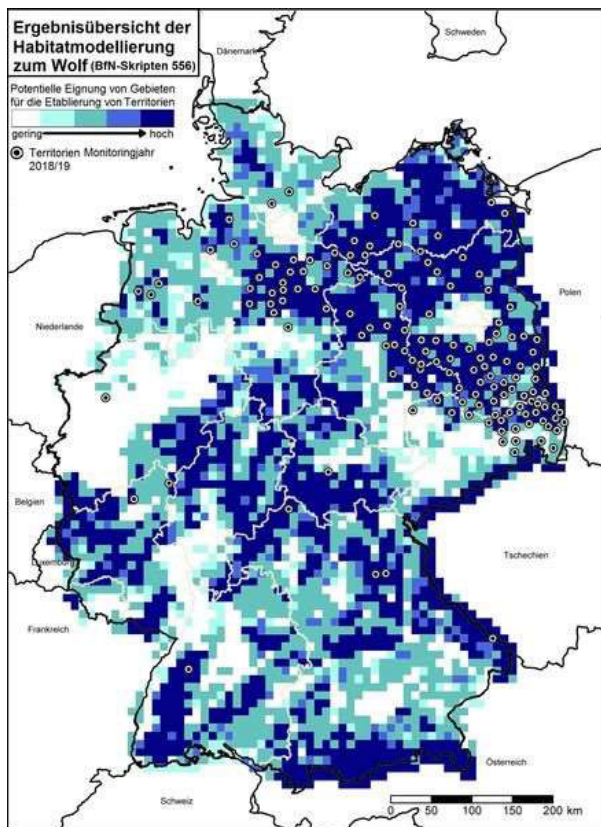 Ergebnisübersicht der
Habitatmodellierung
zum Wolf (BfN-Skripten 556)
Potentielle Eignung von Gebieten
für die Etablierung von Territorien
gering hoch
Territorien Monitoringjahr
2018/19
Schweden
Dänemark
Polen
Niederlande
Belgien
Luxemburg
Tschechien
Frankreich
Österreich
Schweiz
0 50 100 150 200
km